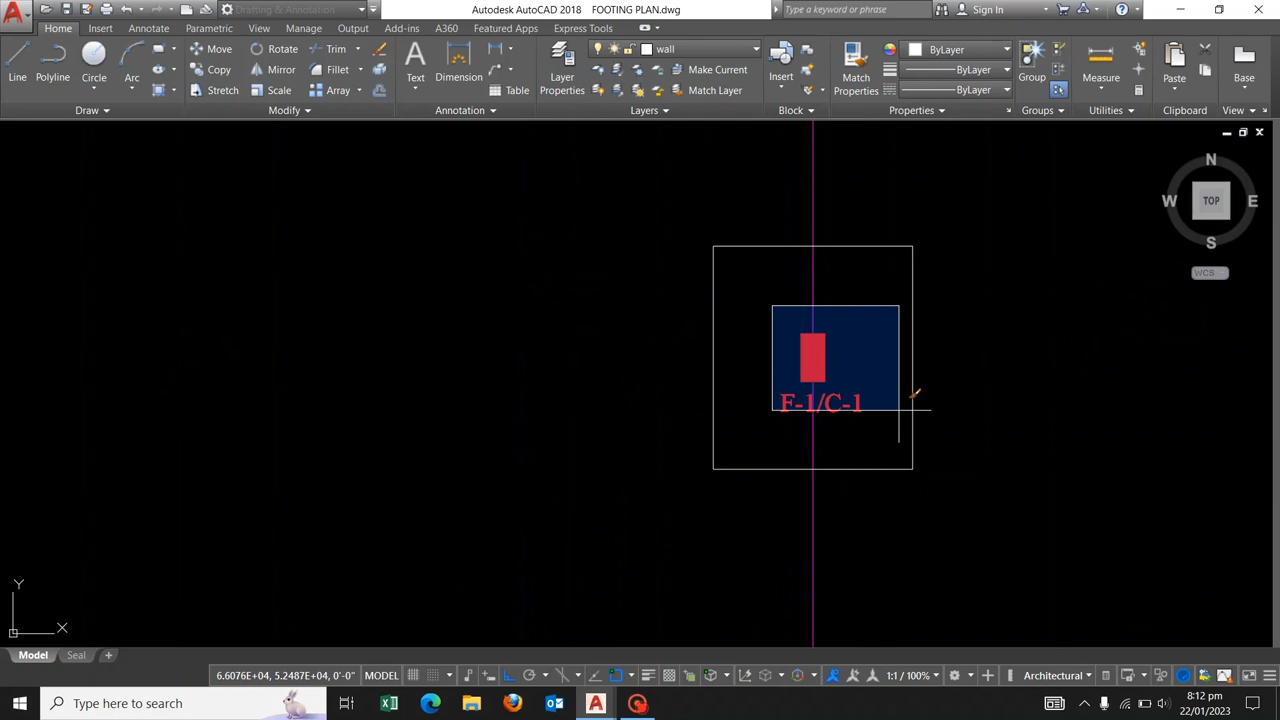 Drafting & Annotation
Autodesk AutoCAD 2018 FOOTING PLAN.dwg
Type a keyword or phrase
Sign In
Home Insert Annotate Parametric View Manage Output Add-ins A360 Featured Apps Express Tools
Line Polyline Circle Arc
Move Rotate Trim
Copy Mirror Fillet
Stretch Scale Array
Text Dimension Table
Layer Properties
wall
Make Current
Match Layer
Insert
Match Properties
ByLayer
ByLayer
ByLayer
Group Measure Paste Base
Draw Modify Annotation Layers Block Properties Groups Utilities Clipboard View
N
W TOP E
S
WCS
F-1/C-1
Y
X
Model Seal
6.6076E+04, 5.2487E+04, 0'-0" MODEL 1:1 / 100% Architectural
Type here to search
8:12 pm
22/01/2023